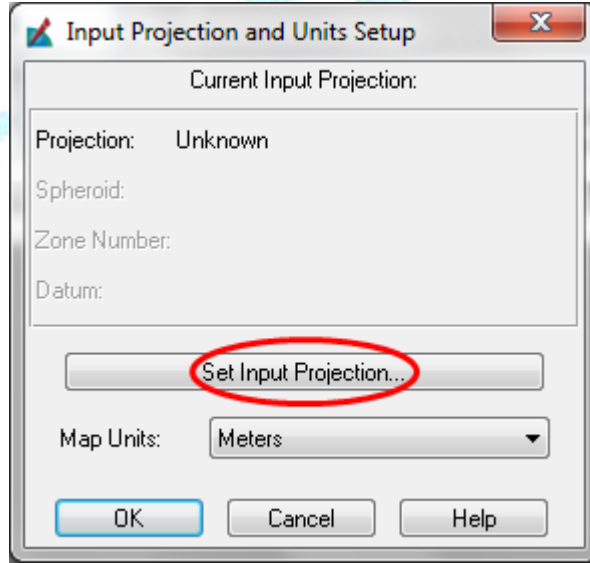 Input Projection and Units Setup
Current Input Projection:
Projection: Unknown
Spheroid:
Zone Number:
Datum:
Set Input Projection...
Map Units: Meters
OK Cancel Help